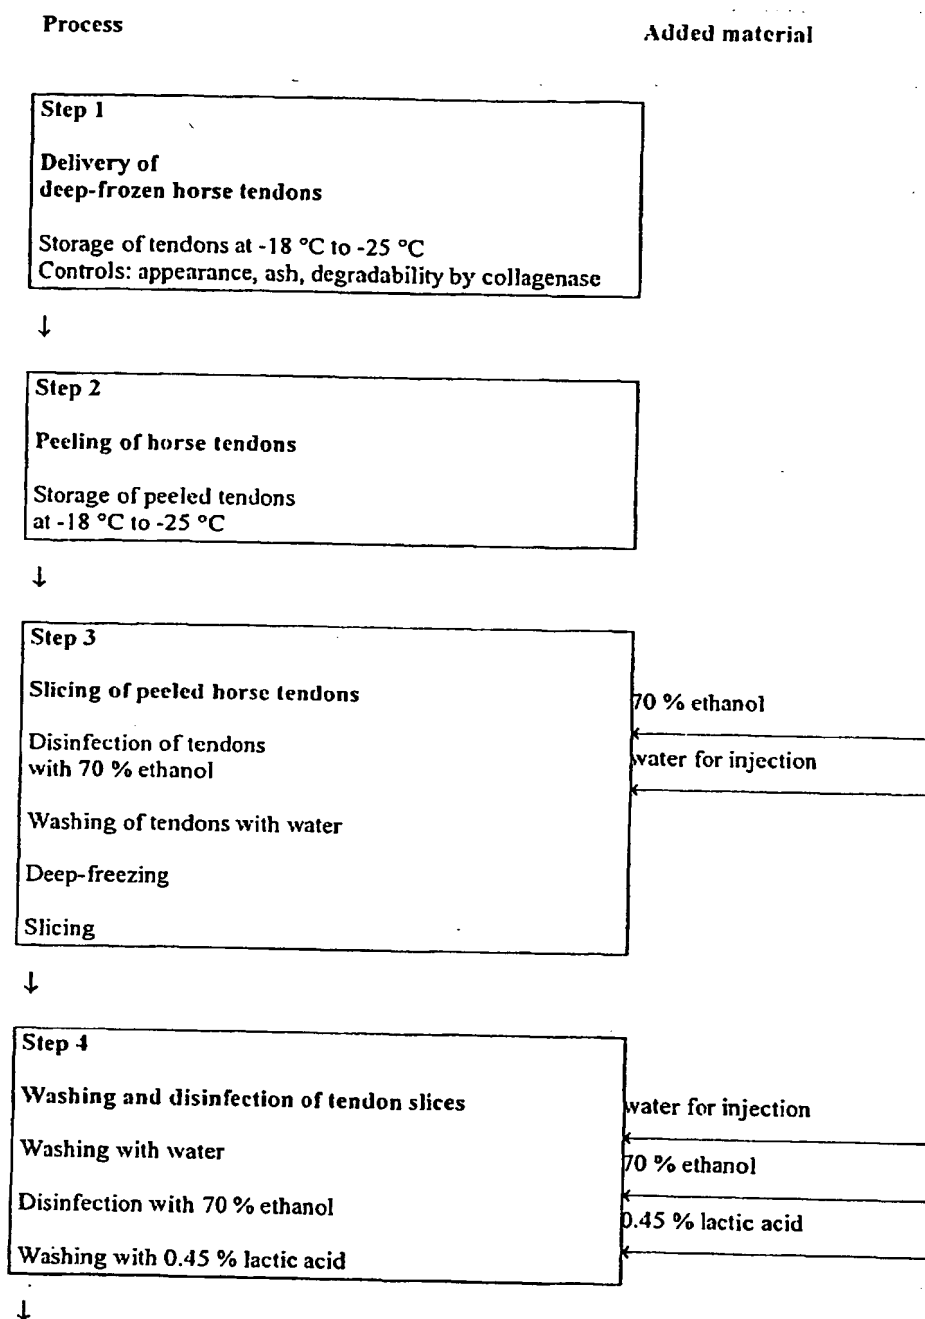 Process
Added material
Step 1
Delivery of
deep-frozen horse tendons
Storage of tendons at -18 °C to -25 °C
Controls: appearance, ash, degradability by collagenase
↓
Step 2
Peeling of horse tendons
Storage of peeled tendons
at -18 °C to -25 °C
↓
Step 3
Slicing of peeled horse tendons
70 % ethanol
Disinfection of tendons
with 70 % ethanol
water for injection
Washing of tendons with water
Deep-freezing
Slicing
↓
Step 4
Washing and disinfection of tendon slices
water for injection
Washing with water
70 % ethanol
Disinfection with 70 % ethanol
0.45 % lactic acid
Washing with 0.45 % lactic acid
↓